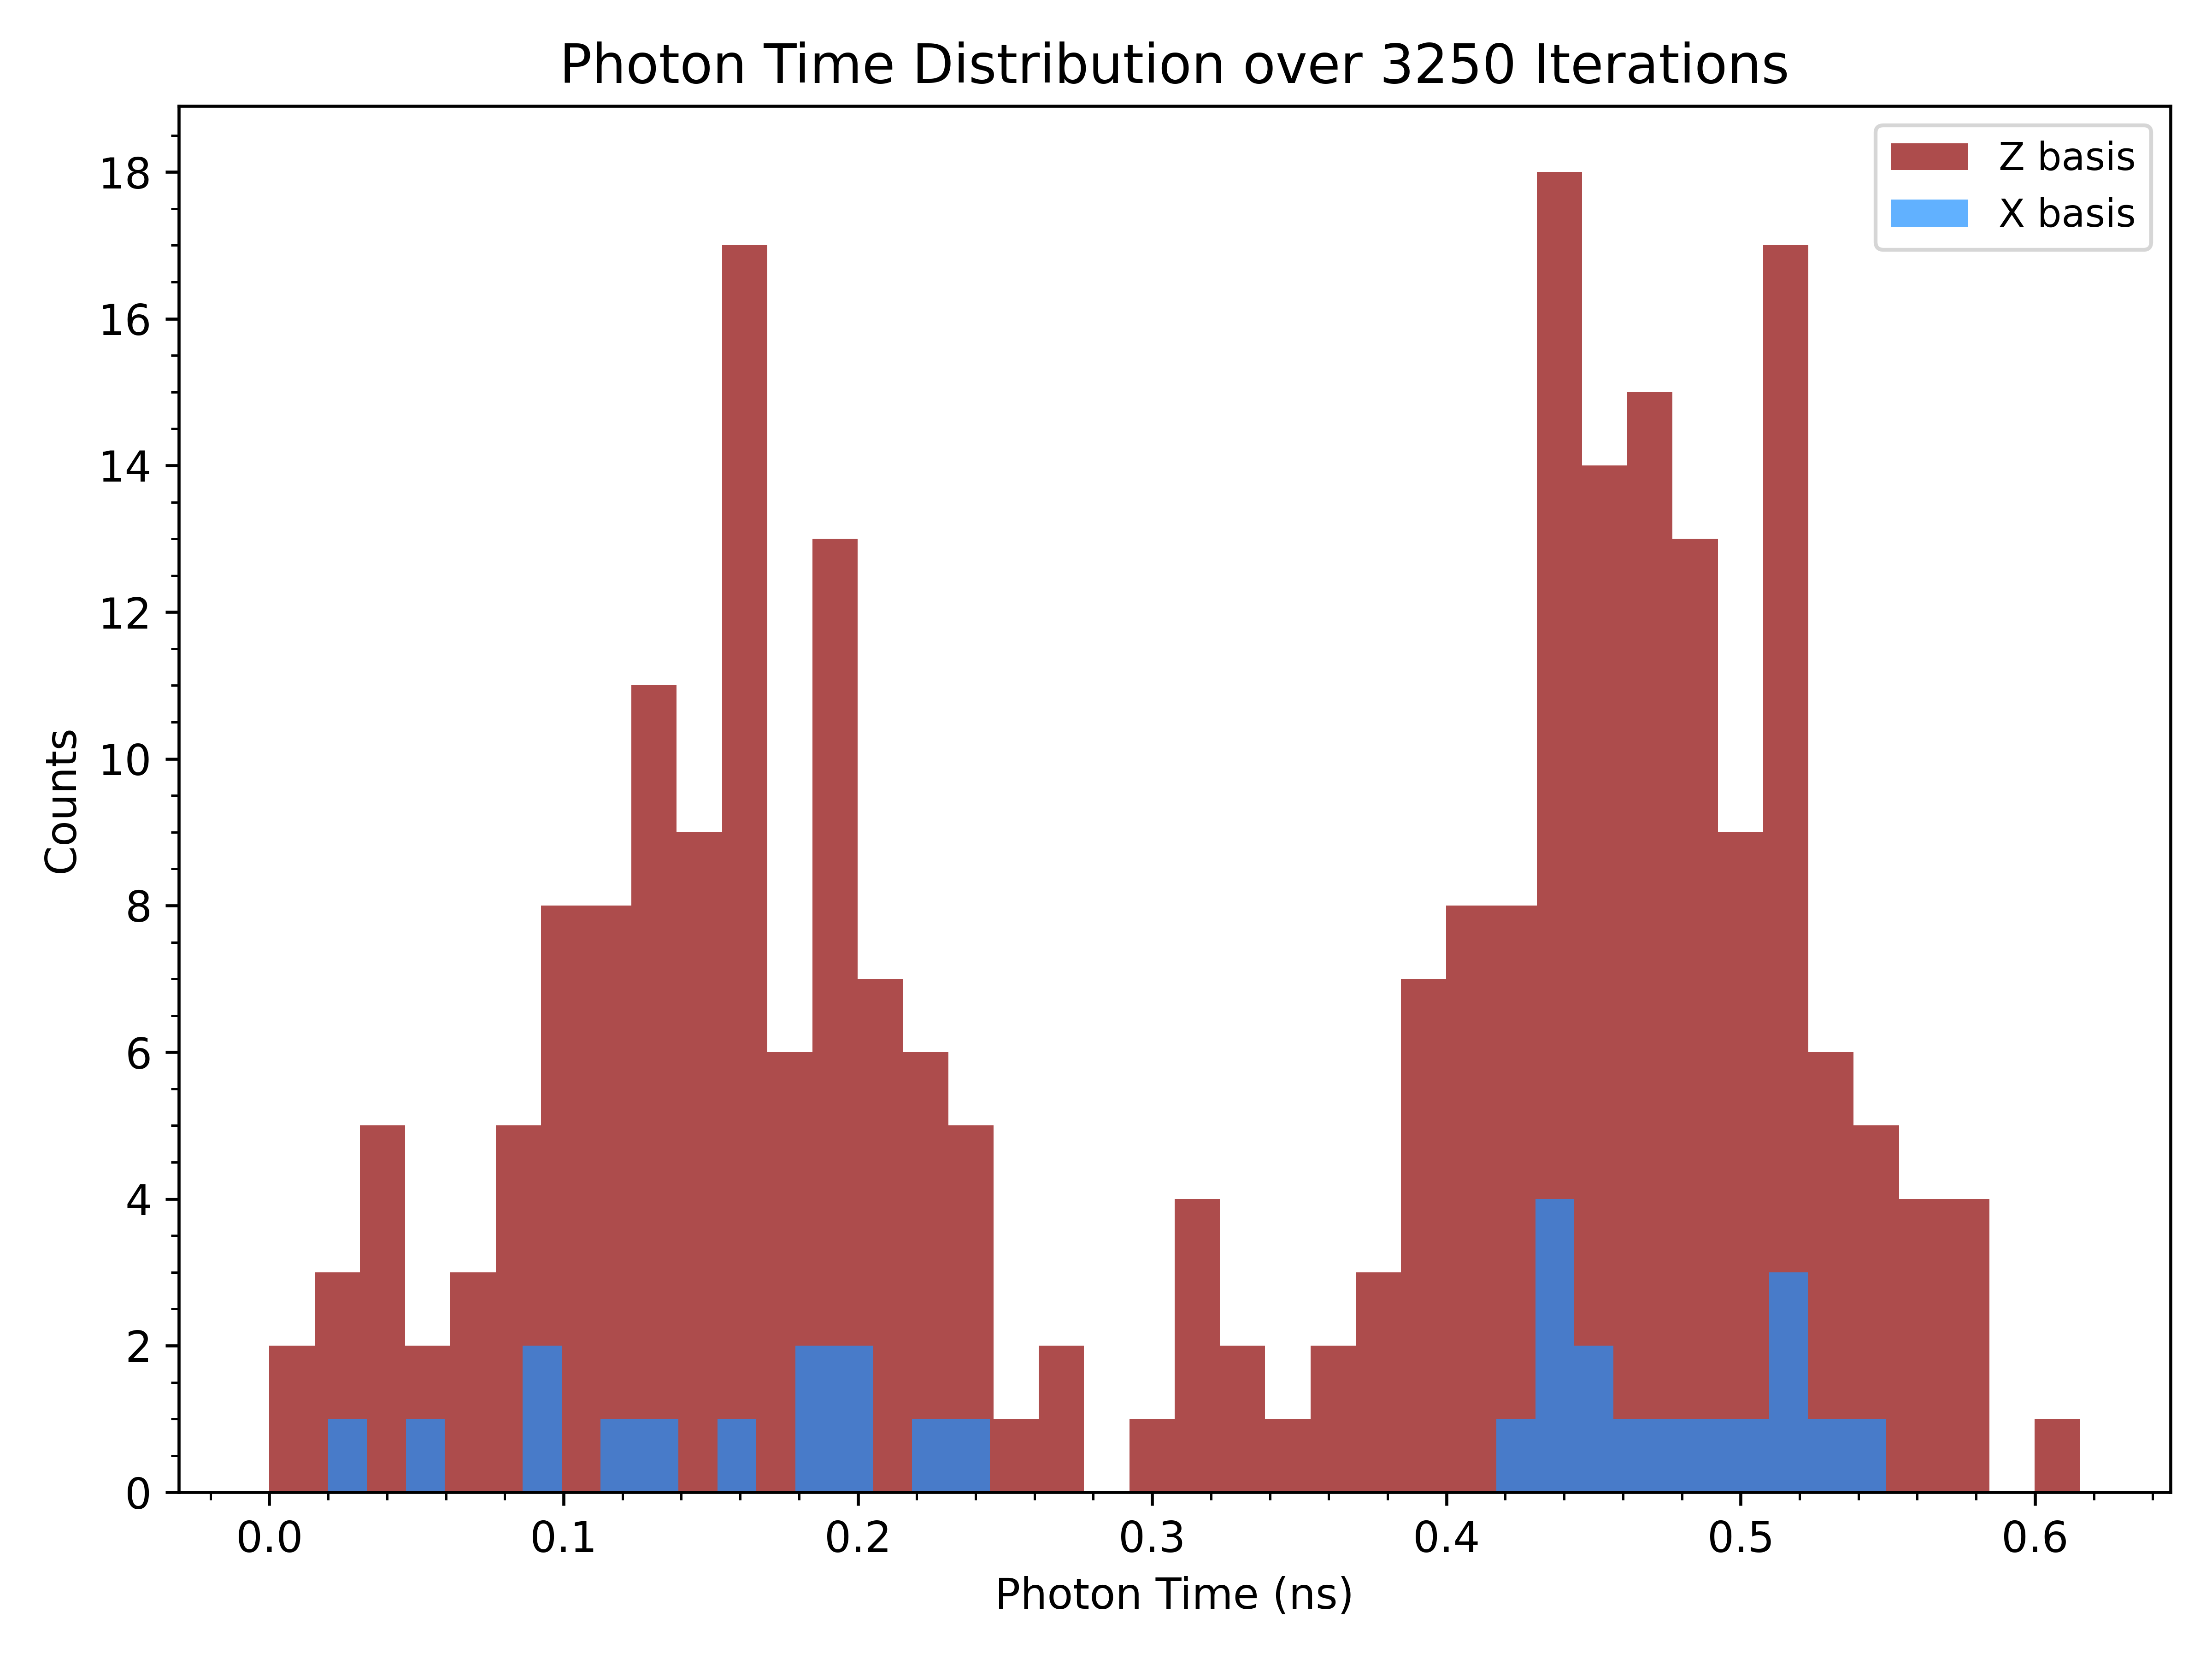 Photon Time Distribution over 3250 Iterations
Z basis
X basis
18
16
14
12
10
8
6
4
2
0
Counts
0.0 0.1 0.2 0.3 0.4 0.5 0.6
Photon Time (ns)